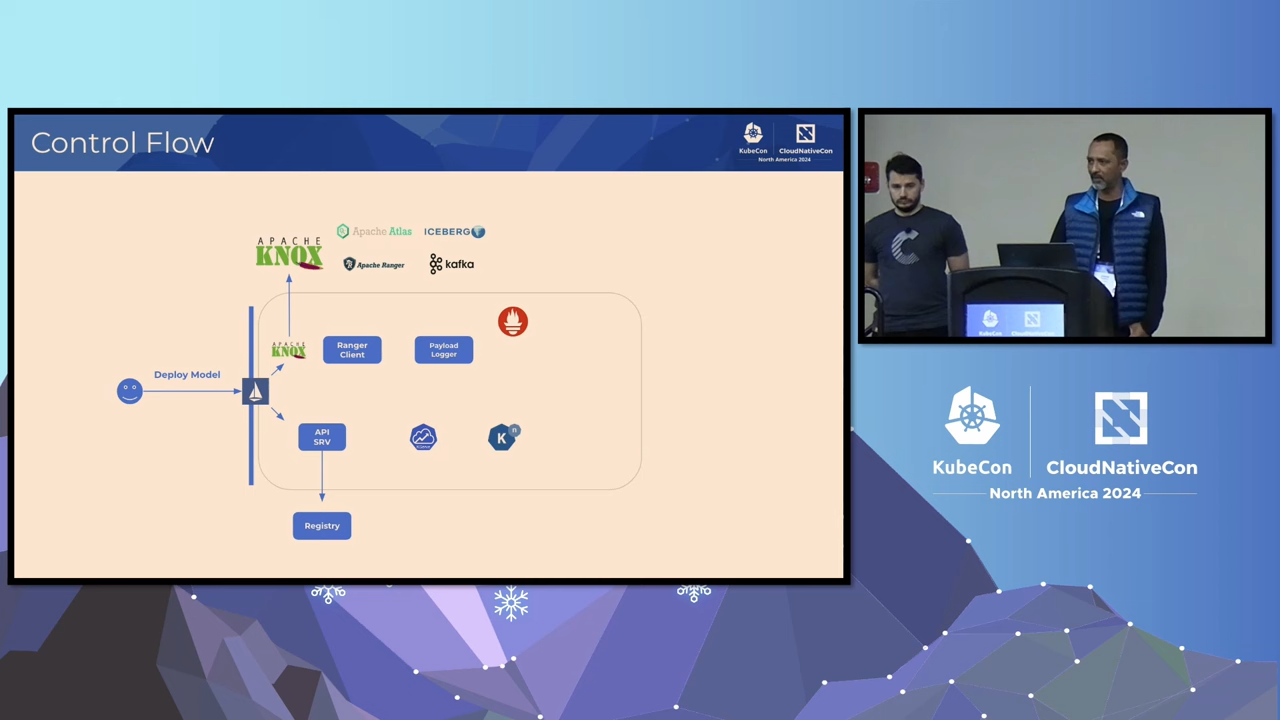 Control Flow
KubeCon
CloudNativeCon
North America 2024
APACHE
KNOX
Apache Atlas
ICEBERG
Apache Ranger
kafka
APACHE
KNOX
Ranger
Client
Payload
Logger
Deploy Model
API
SRV
K
n
Registry
C
KubeCon
CloudNativeCon
North America 2024